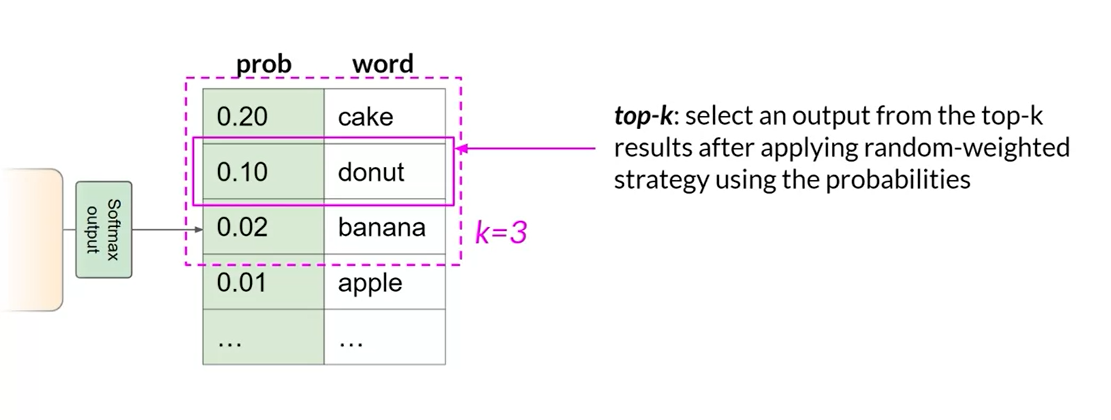 prob word
0.20 cake
0.10 donut
0.02 banana
0.01 apple
... ...
k=3
Softmax
output
top-k: select an output from the top-k
results after applying random-weighted
strategy using the probabilities